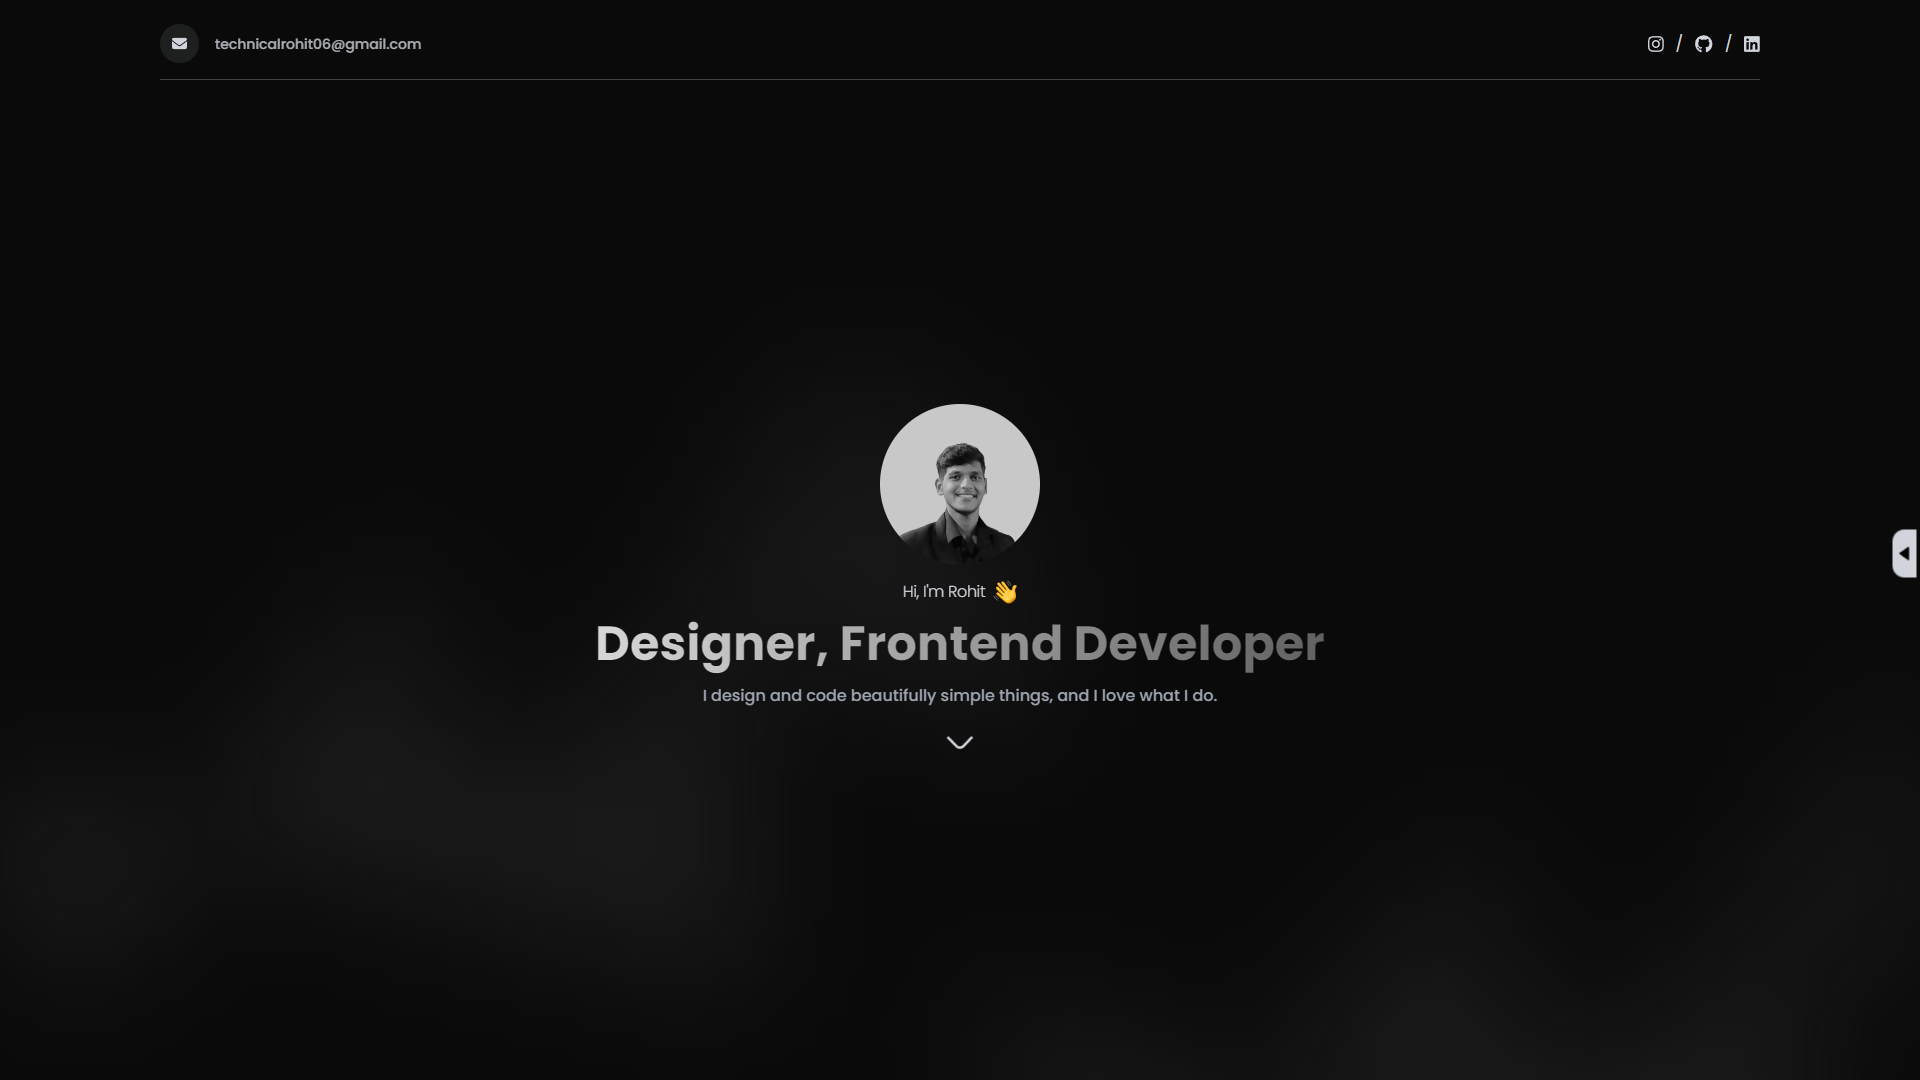 technicalrohit06@gmail.com
/ /
Hi, I'm Rohit 👋
Designer, Frontend Developer
I design and code beautifully simple things, and I love what I do.